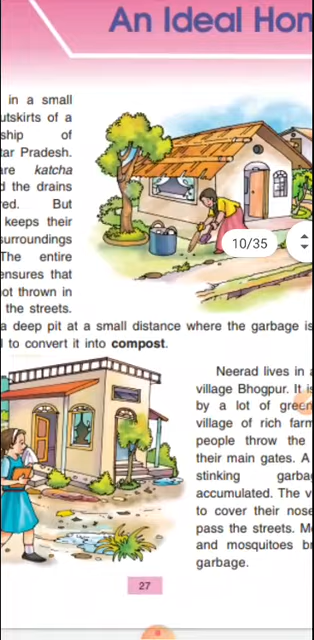 An Ideal Hom
in a small
utskirts of a
ship of
tar Pradesh.
are katcha
d the drains
red. But
keeps their
surroundings
The entire
ensures that
ot thrown in
the streets.
10/35
a deep pit at a small distance where the garbage is
l to convert it into compost.
Neerad lives in a
village Bhogpur. It is
by a lot of green
village of rich farm
people throw the
their main gates. A
stinking garba
accumulated. The v
to cover their nose
pass the streets. M
and mosquitoes br
garbage.
27